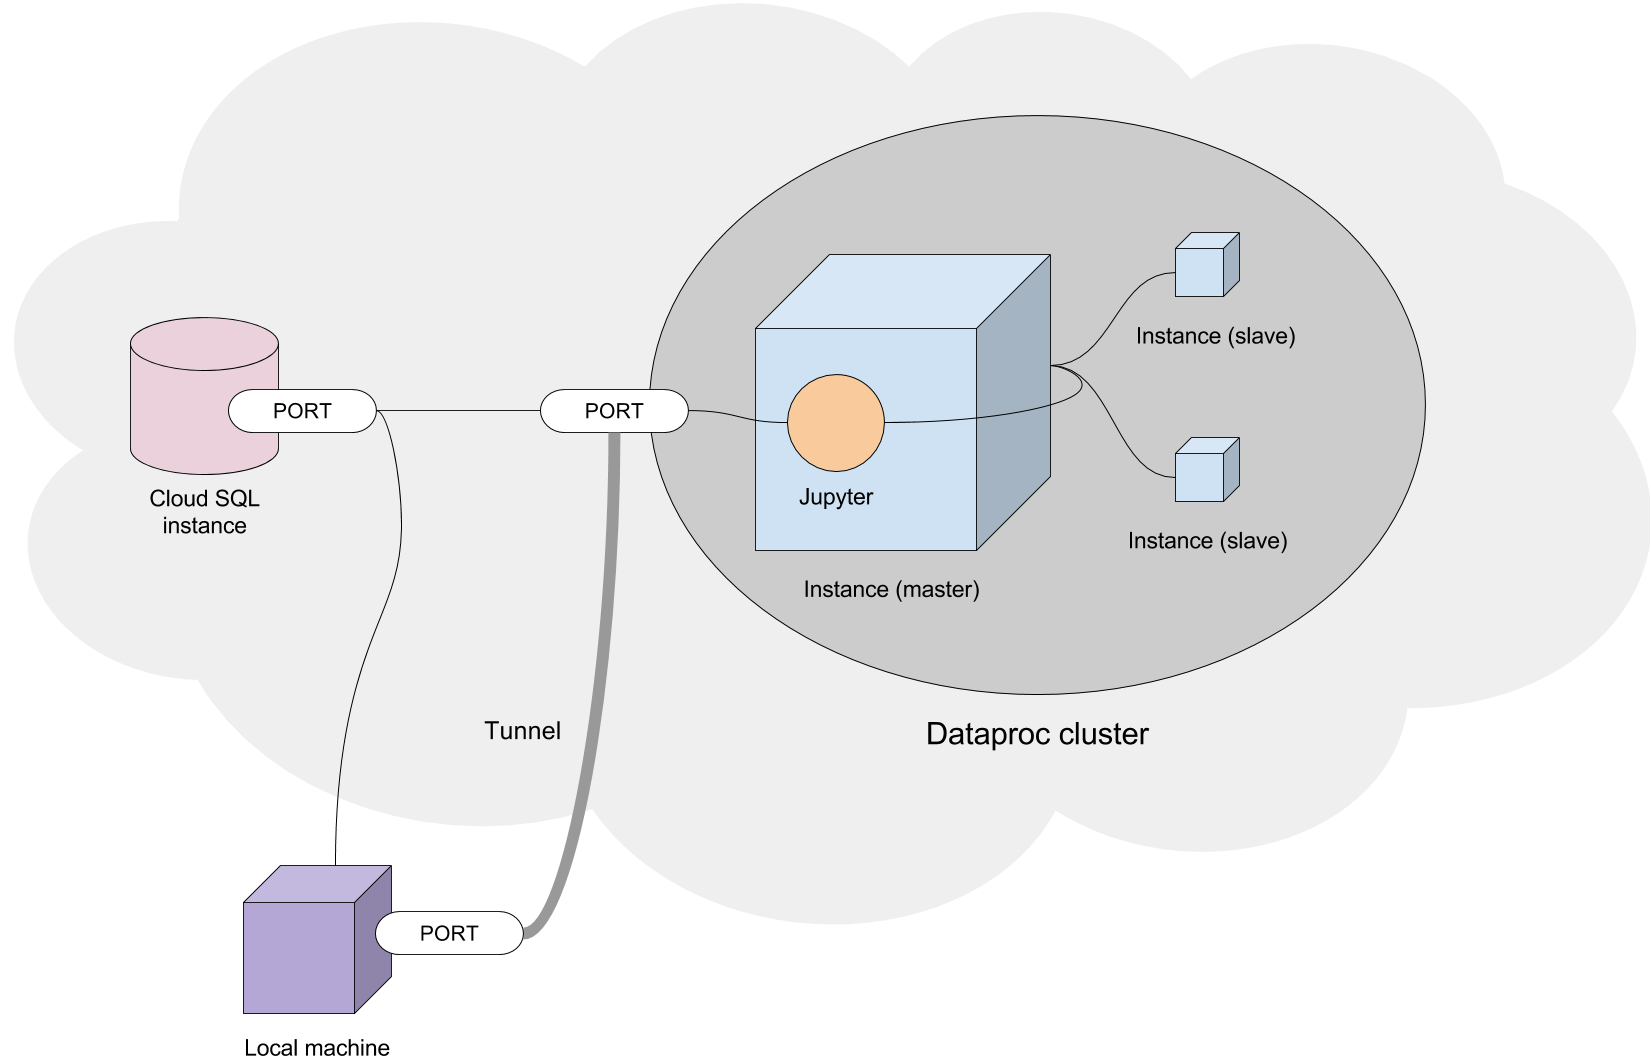 Instance (slave)
PORT
PORT
Cloud SQL
instance
Jupyter
Instance (slave)
Instance (master)
Tunnel
Dataproc cluster
PORT
Local machine